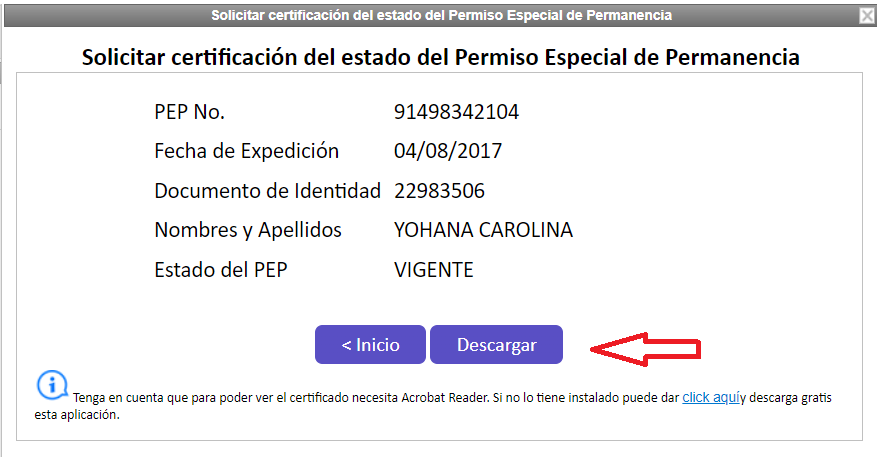 Solicitar certificación del estado del Permiso Especial de Permanencia
Solicitar certificación del estado del Permiso Especial de Permanencia
PEP No. 91498342104
Fecha de Expedición 04/08/2017
Documento de Identidad 22983506
Nombres y Apellidos YOHANA CAROLINA
Estado del PEP VIGENTE
< Inicio Descargar
Tenga en cuenta que para poder ver el certificado necesita Acrobat Reader. Si no lo tiene instalado puede dar click aquíy descarga gratis
esta aplicación.